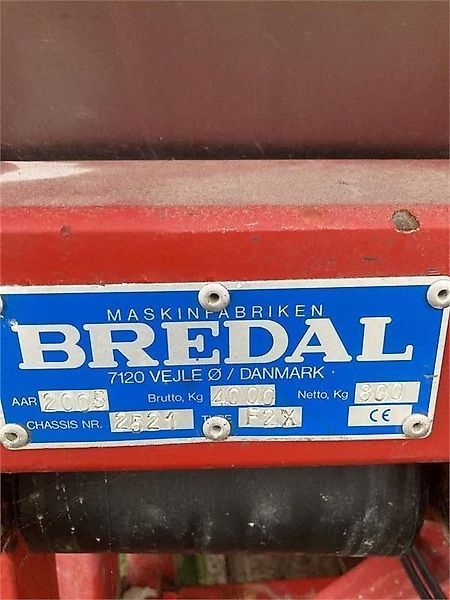 MASKINFABRIKEN
BREDAL
7120 VEJLE Ø / DANMARK
AAR 2005 Brutto, Kg 4000 Netto, Kg 800
CHASSIS NR. 2521 TYPE F2X CE